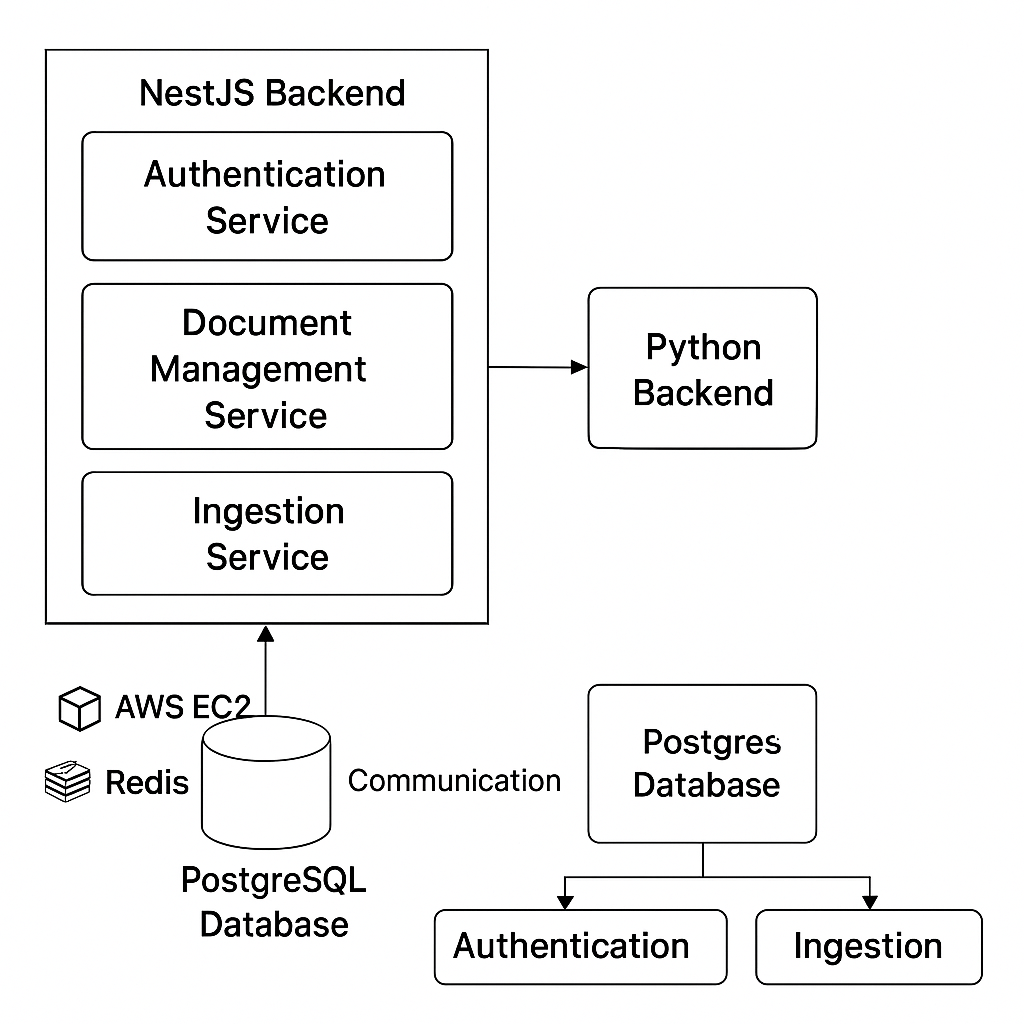 NestJS Backend
Authentication
Service
Document
Management
Service
Ingestion
Service
Python
Backend
AWS EC2
Redis
Communication
PostgreSQL
Database
Postgres
Database
Authentication
Ingestion